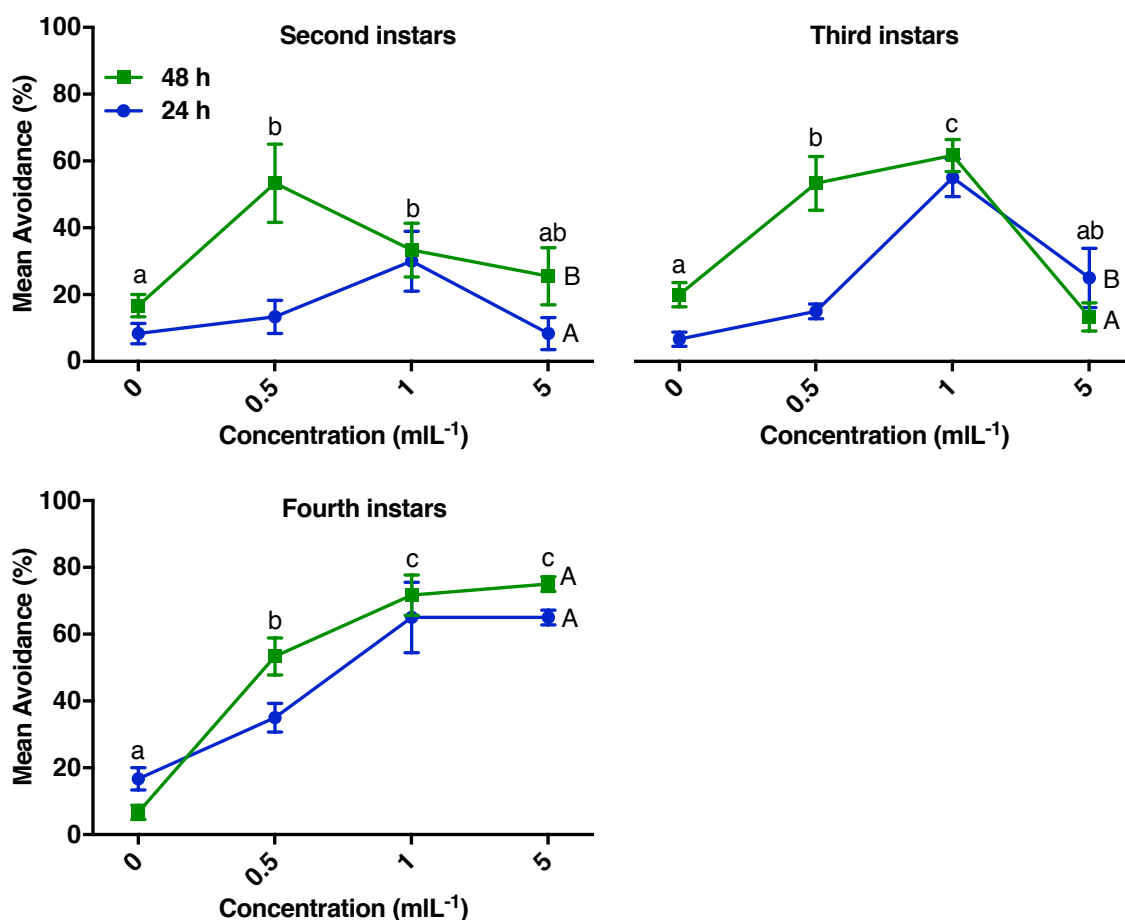 Second instars
48 h
24 h
Mean Avoidance (%)
100
80
60
40
20
0
a
b
b
ab
B
A
0
0.5
1
5
Concentration (mlL-1)
Third instars
a
b
c
ab
B
A
0
0.5
1
5
Concentration (mlL-1)
Fourth instars
Mean Avoidance (%)
100
80
60
40
20
0
a
b
c
c
A
A
0
0.5
1
5
Concentration (mlL-1)